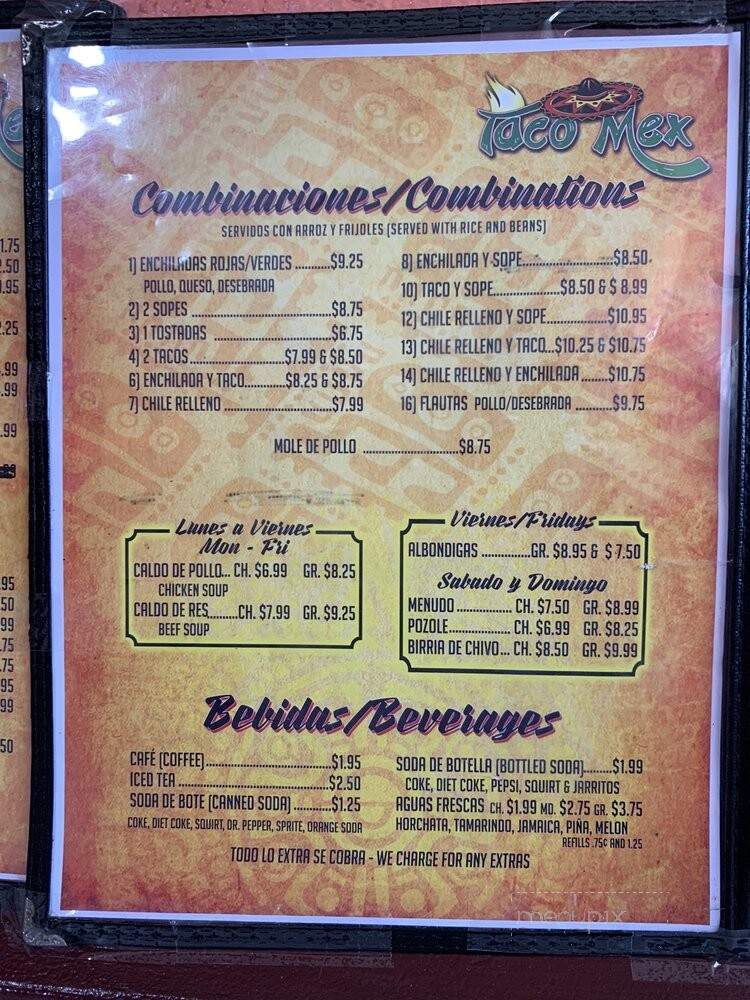 Taco Mex
Combinaciones/Combinations
SERVIDOS CON ARROZ Y FRIJOLES (SERVED WITH RICE AND BEANS)
1) ENCHILADAS ROJAS/VERDES ...........$9.25
POLLO, QUESO, DESEBRADA
2) 2 SOPES ............................................$8.75
3) 1 TOSTADAS .....................................$6.75
4) 2 TACOS.........................$7.99 & $8.50
6) ENCHILADA Y TACO...........$8.25 & $8.75
7) CHILE RELLENO ...................................$7.99
8) ENCHILADA Y SOPE.......................$8.50
10) TACO Y SOPE.................$8.50 & $ 8.99
12) CHILE RELLENO Y SOPE................$10.95
13) CHILE RELLENO Y TACO...$10.25 & $10.75
14) CHILE RELLENO Y ENCHILADA .......$10.75
16) FLAUTAS POLLO/DESEBRADA ...........$9.75
MOLE DE POLLO .........................$8.75
Lunes a Viernes
Mon - Fri
CALDO DE POLLO... CH. $6.99 GR. $8.25
CHICKEN SOUP
CALDO DE RES.........CH. $7.99 GR. $9.25
BEEF SOUP
Viernes/Fridays
ALBONDIGAS .............GR. $8.95 & $ 7.50
Sabado y Domingo
MENUDO ............... CH. $7.50 GR. $8.99
POZOLE................. CH. $6.99 GR. $8.25
BIRRIA DE CHIVO... CH. $8.50 GR. $9.99
Bebidas/Beverages
CAFÉ (COFFEE)...................................$1.95
ICED TEA ...........................................$2.50
SODA DE BOTE (CANNED SODA) ...........$1.25
COKE, DIET COKE, SQUIRT, DR. PEPPER, SPRITE, ORANGE SODA
SODA DE BOTELLA (BOTTLED SODA)........$1.99
COKE, DIET COKE, PEPSI, SQUIRT & JARRITOS
AGUAS FRESCAS CH. $1.99 MD. $2.75 GR. $3.75
HORCHATA, TAMARINDO, JAMAICA, PIÑA, MELON
REFILLS .75¢ AND 1.25
TODO LO EXTRA SE COBRA - WE CHARGE FOR ANY EXTRAS
menupix